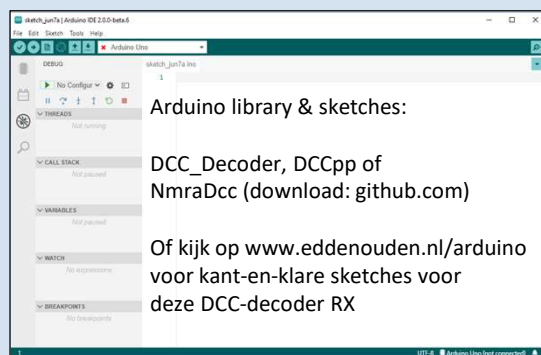 sketch_jun7a | Arduino IDE 2.0.0-beta.6
File Edit Sketch Tools Help
Arduino Uno
DEBUG
sketch_jun7a.ino
No Configur
1
THREADS
Not running
CALL STACK
Not paused
VARIABLES
Not paused
WATCH
No expressions
BREAKPOINTS
No breakpoints
Arduino library & sketches:
DCC_Decoder, DCCpp of
NmraDcc (download: github.com)
Of kijk op www.eddenouden.nl/arduino
voor kant-en-klare sketches voor
deze DCC-decoder RX
1
UTF-8 Arduino Uno [not connected]